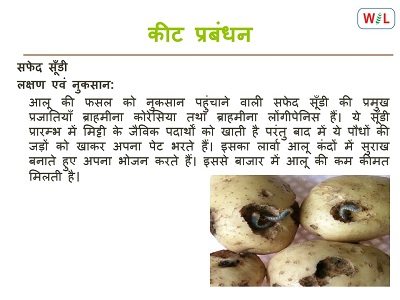 WIL
कीट प्रबंधन
सफेद सूँडी
लक्षण एवं नुकसान:
आलू की फसल को नुकसान पहुंचाने वाली सफेद सूँडी की प्रमुख
प्रजातियाँ ब्राहमीना कोरेसिया तथा ब्राहमीना लोंगीपेनिस हैं। ये सूँडी
प्रारम्भ में मिट्टी के जैविक पदार्थों को खाती है परंतु बाद में ये पौधों की
जड़ों को खाकर अपना पेट भरते हैं। इसका लार्वा आलू कंदों में सुराख
बनाते हुए अपना भोजन करते हैं। इससे बाजार में आलू की कम कीमत
मिलती है।